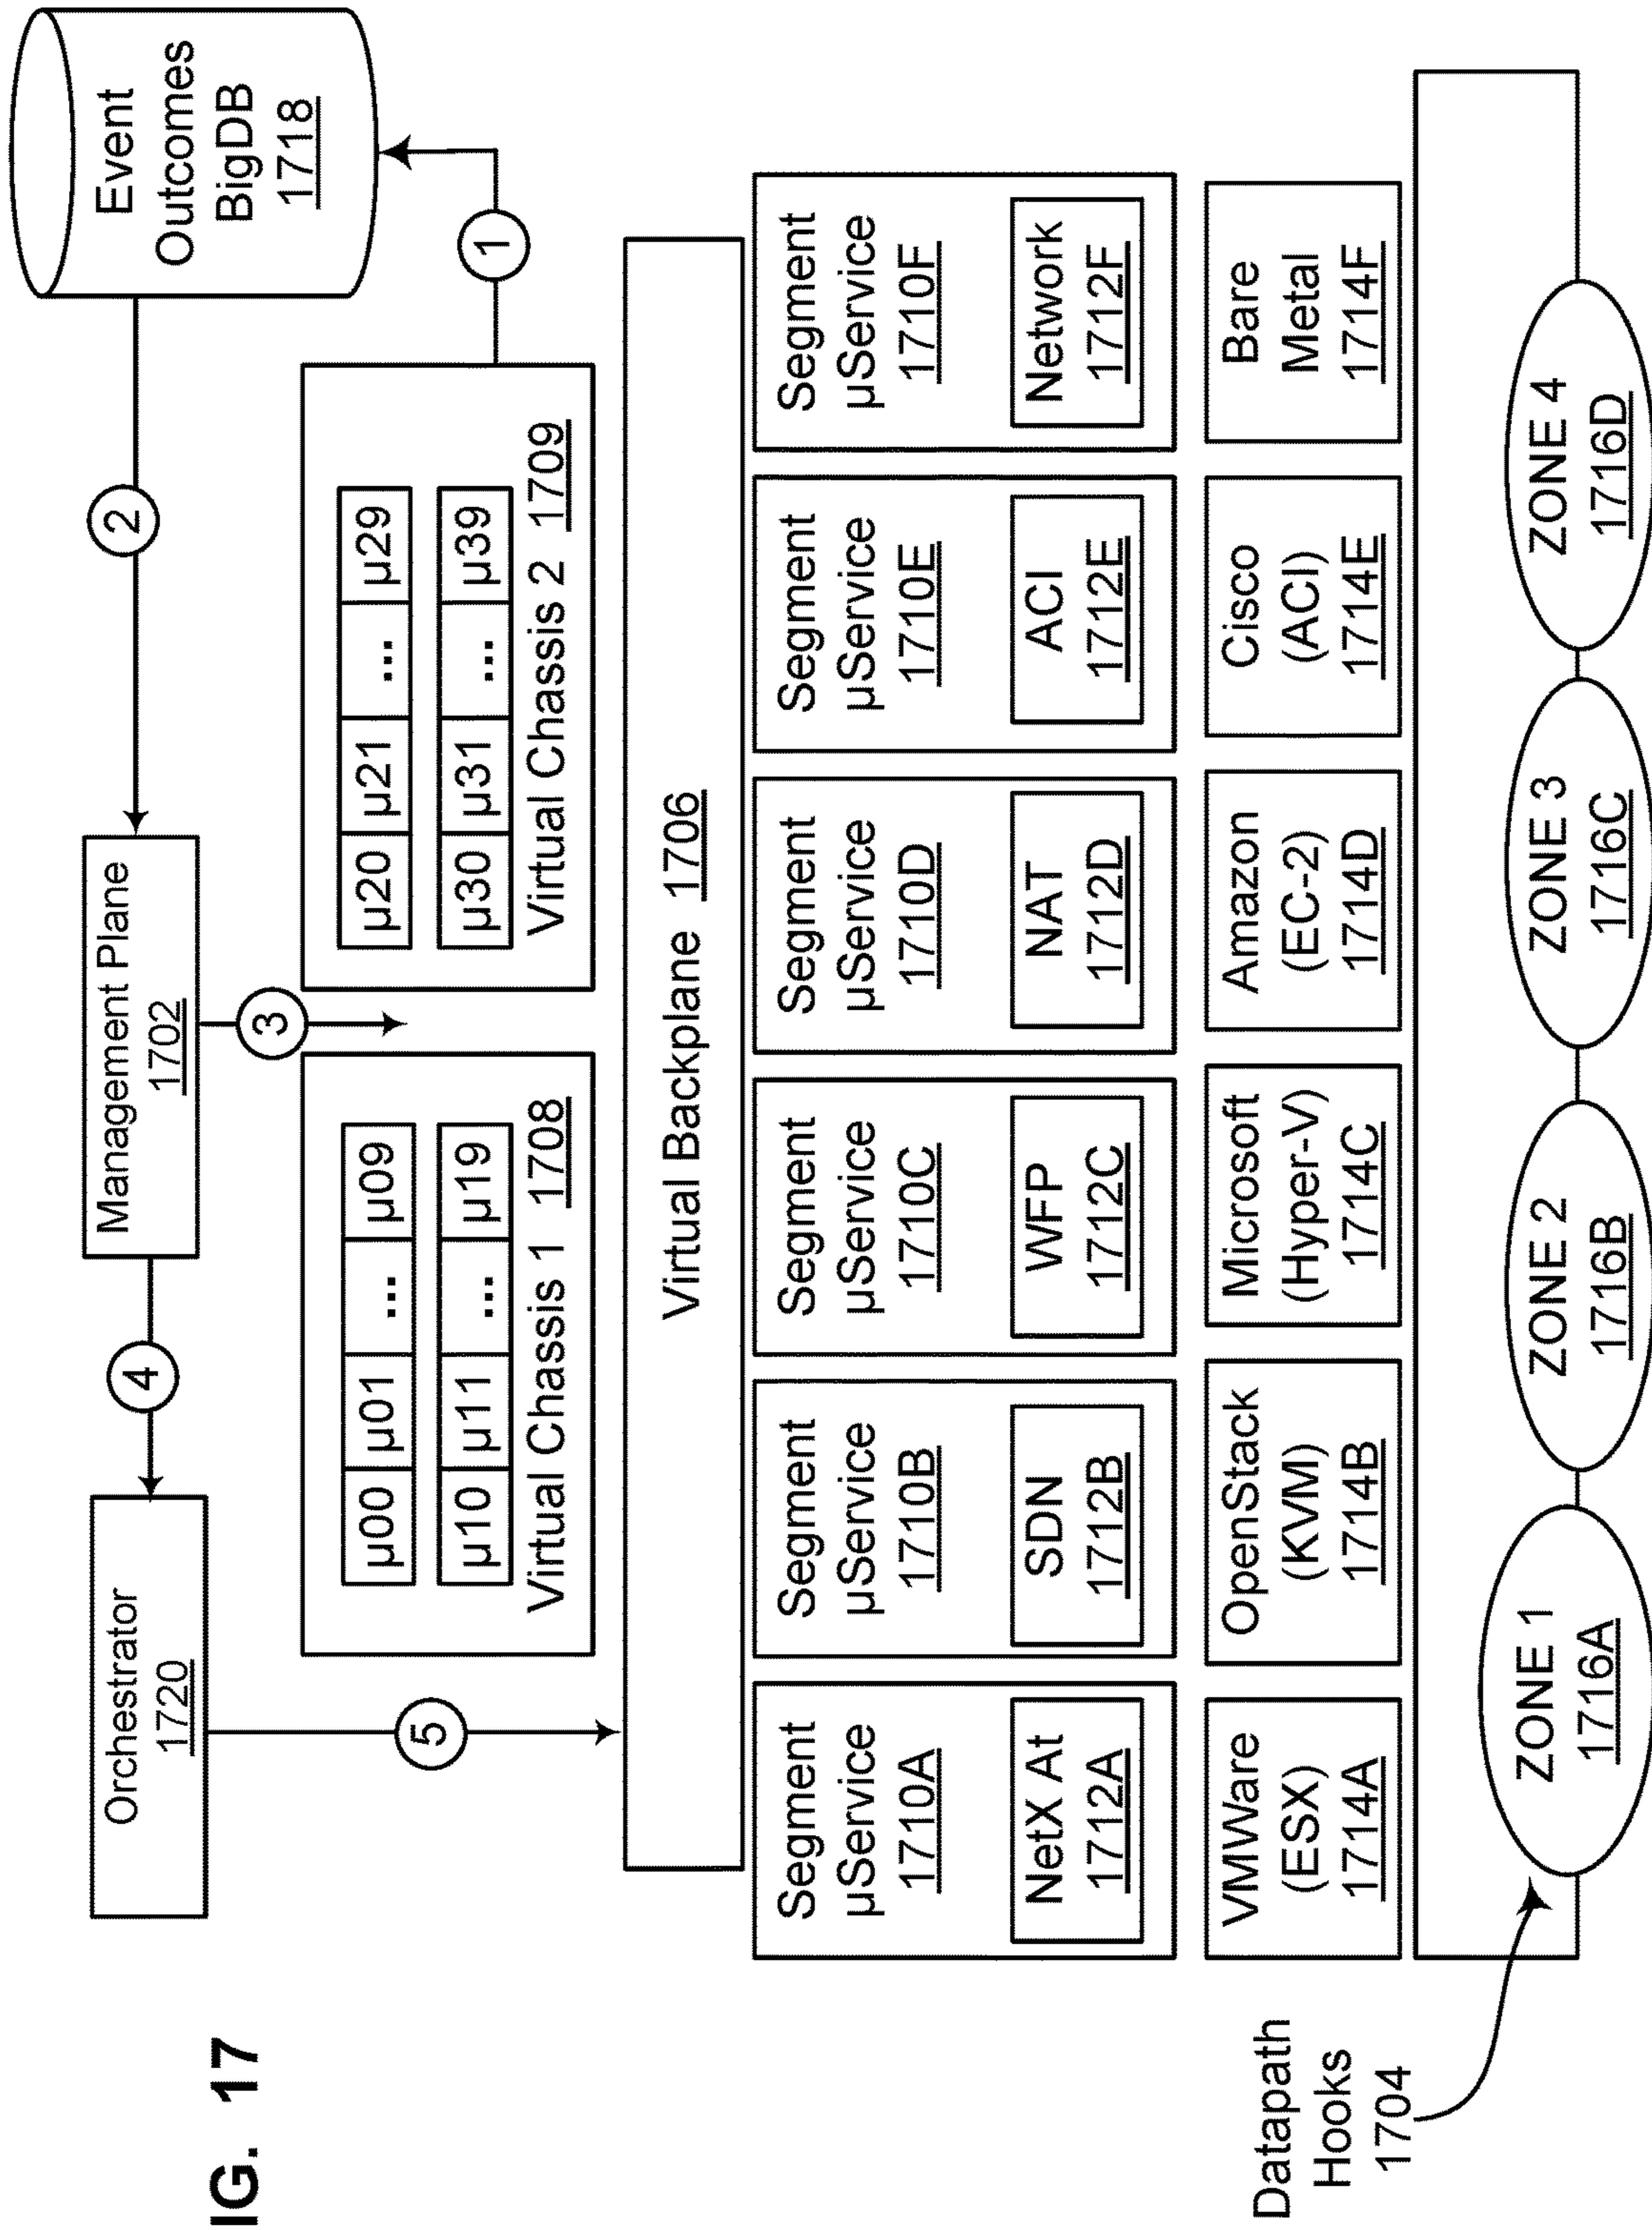 IG. 17
Orchestrator
1720
4
Management Plane
1702
2
Event
Outcomes
BigDB
1718
5
3
1
µ00 µ01 ... µ09
µ10 µ11 ... µ19
Virtual Chassis 1 1708
µ20 µ21 ... µ29
µ30 µ31 ... µ39
Virtual Chassis 2 1709
Virtual Backplane 1706
Segment
µService
1710A
NetX At
1712A
Segment
µService
1710B
SDN
1712B
Segment
µService
1710C
WFP
1712C
Segment
µService
1710D
NAT
1712D
Segment
µService
1710E
ACI
1712E
Segment
µService
1710F
Network
1712F
VMWare
(ESX)
1714A
OpenStack
(KVM)
1714B
Microsoft
(Hyper-V)
1714C
Amazon
(EC-2)
1714D
Cisco
(ACI)
1714E
Bare
Metal
1714F
Datapath
Hooks
1704
ZONE 1
1716A
ZONE 2
1716B
ZONE 3
1716C
ZONE 4
1716D